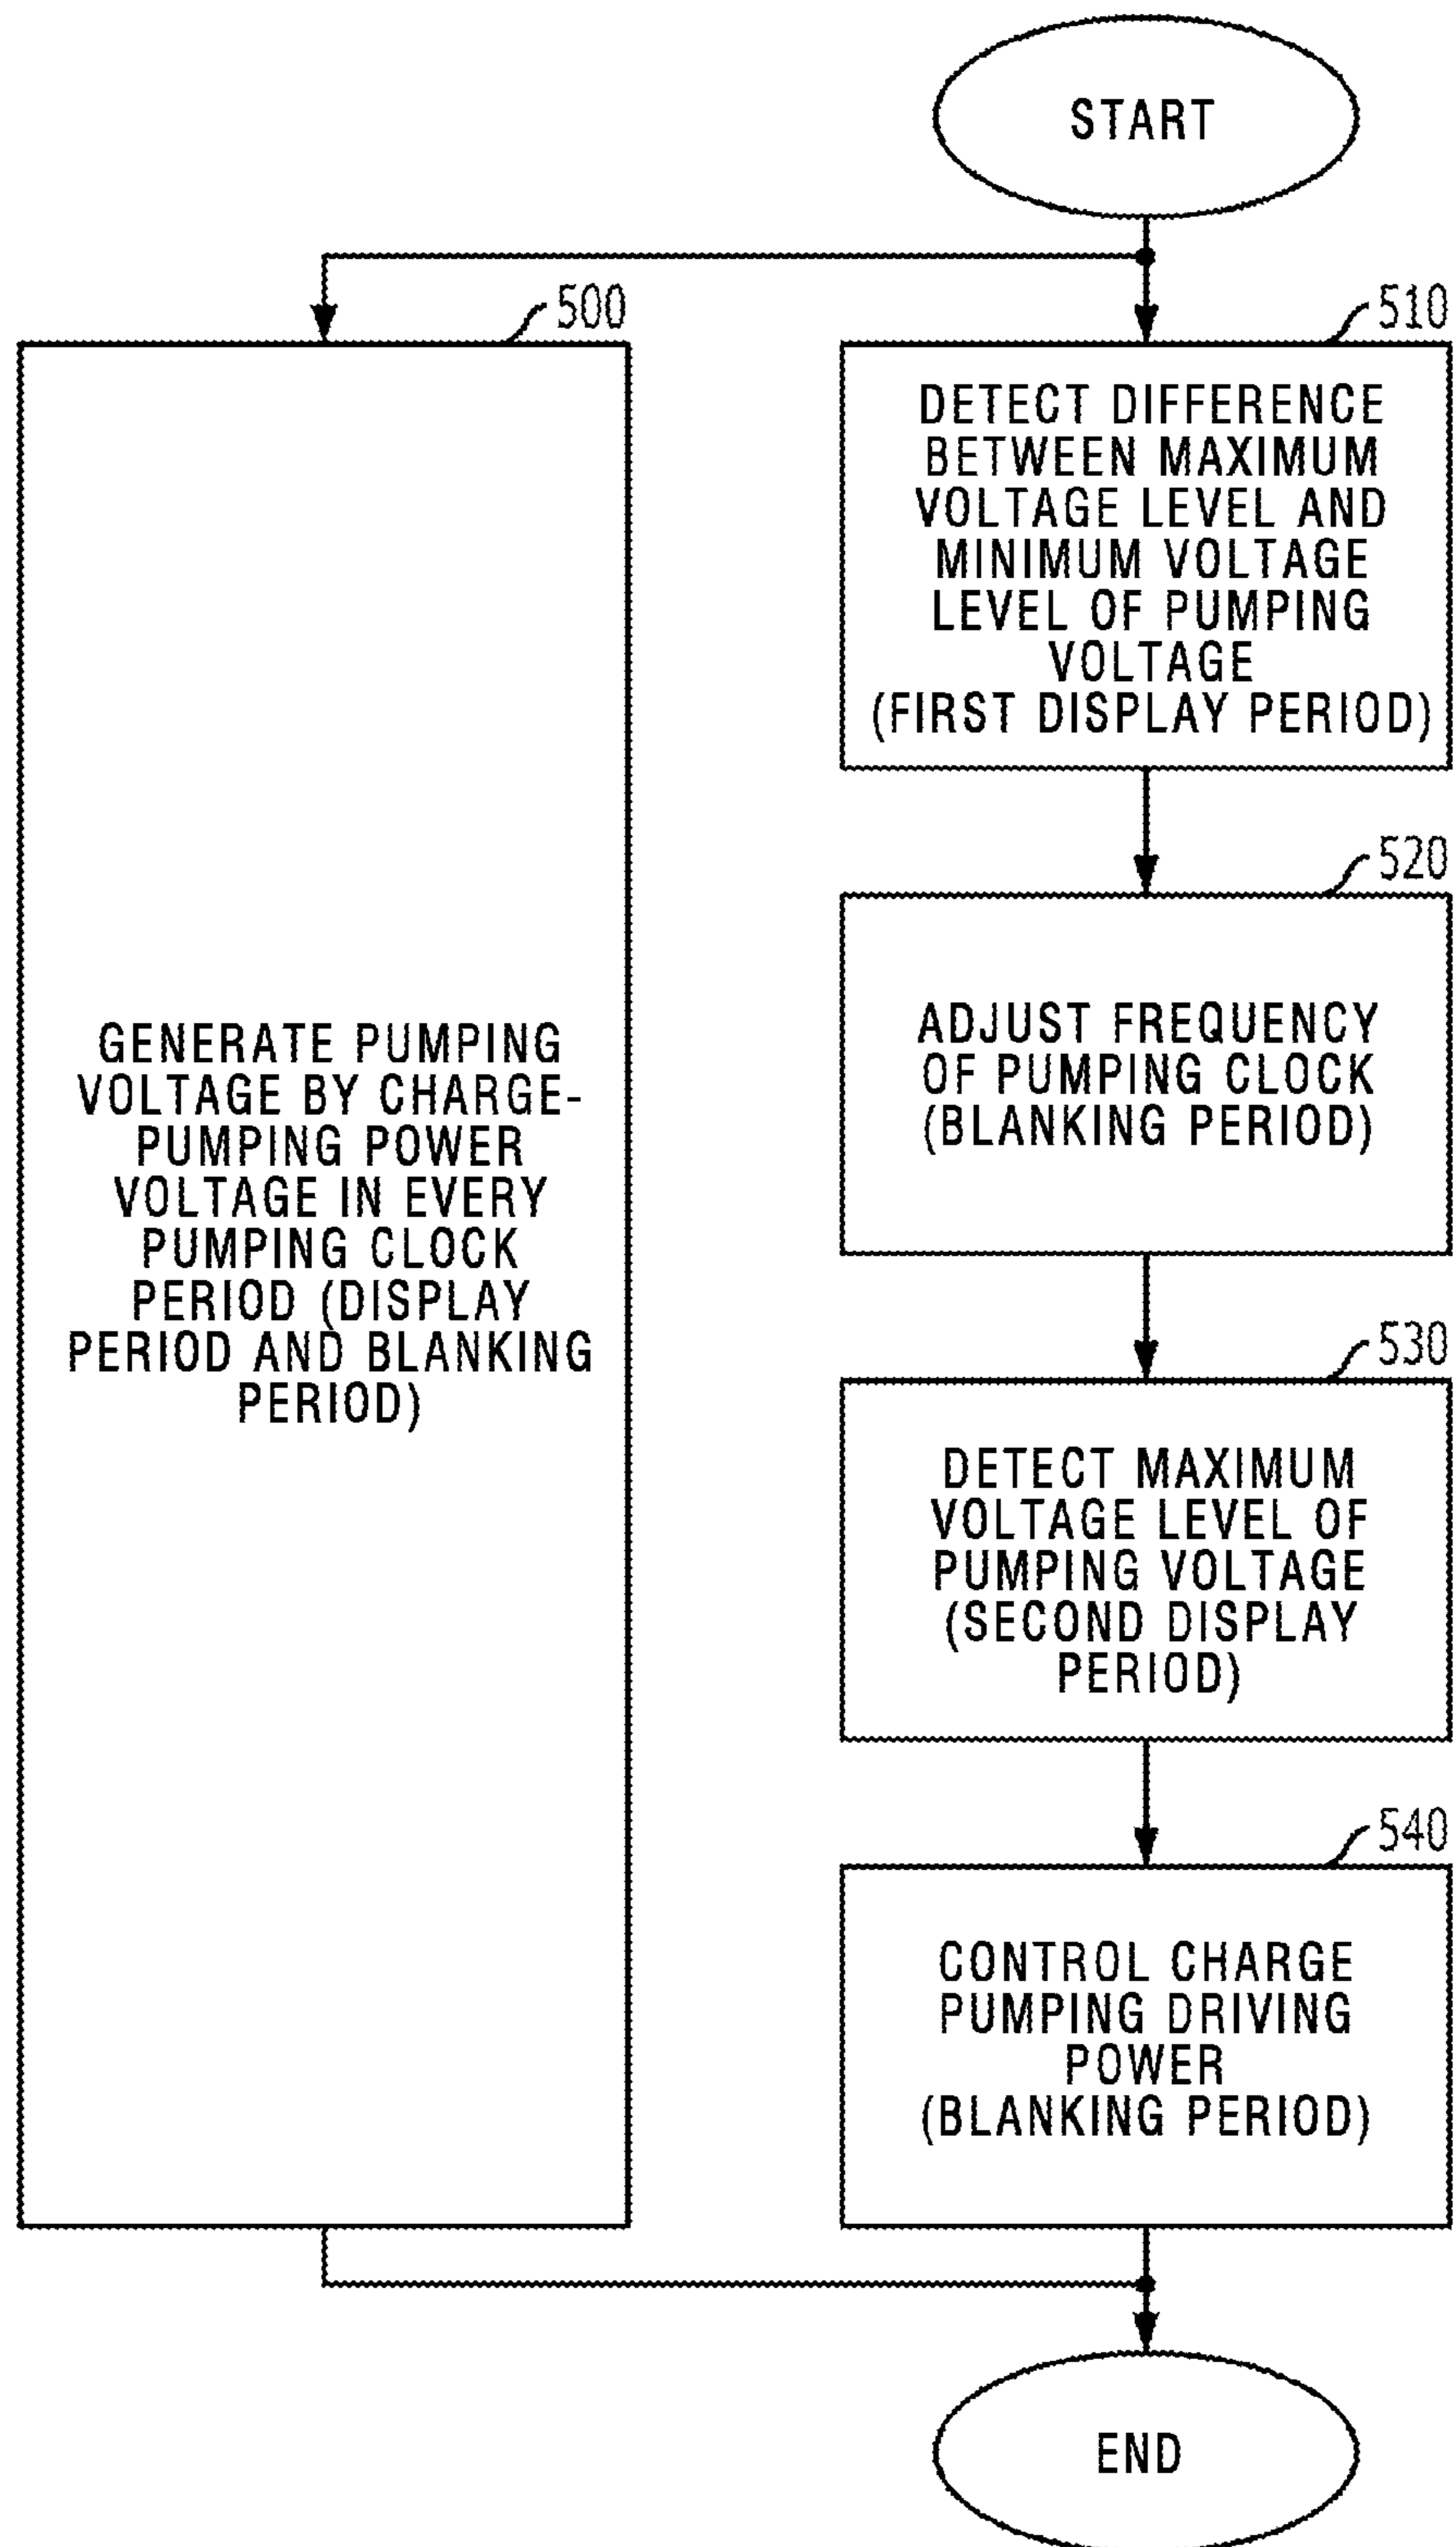 START
500
GENERATE PUMPING
VOLTAGE BY CHARGE-
PUMPING POWER
VOLTAGE IN EVERY
PUMPING CLOCK
PERIOD (DISPLAY
PERIOD AND BLANKING
PERIOD)
510
DETECT DIFFERENCE
BETWEEN MAXIMUM
VOLTAGE LEVEL AND
MINIMUM VOLTAGE
LEVEL OF PUMPING
VOLTAGE
(FIRST DISPLAY PERIOD)
520
ADJUST FREQUENCY
OF PUMPING CLOCK
(BLANKING PERIOD)
530
DETECT MAXIMUM
VOLTAGE LEVEL OF
PUMPING VOLTAGE
(SECOND DISPLAY
PERIOD)
540
CONTROL CHARGE
PUMPING DRIVING
POWER
(BLANKING PERIOD)
END